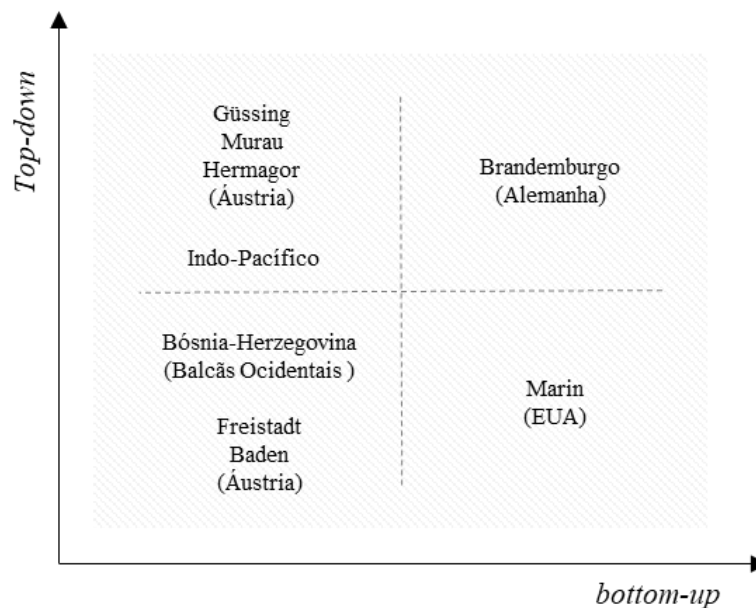 Top-down
Güssing
Murau
Hermagor
(Áustria)
Indo-Pacífico
Brandemburgo
(Alemanha)
Bósnia-Herzegovina
(Balcãs Ocidentais )
Freistadt
Baden
(Áustria)
Marin
(EUA)
bottom-up